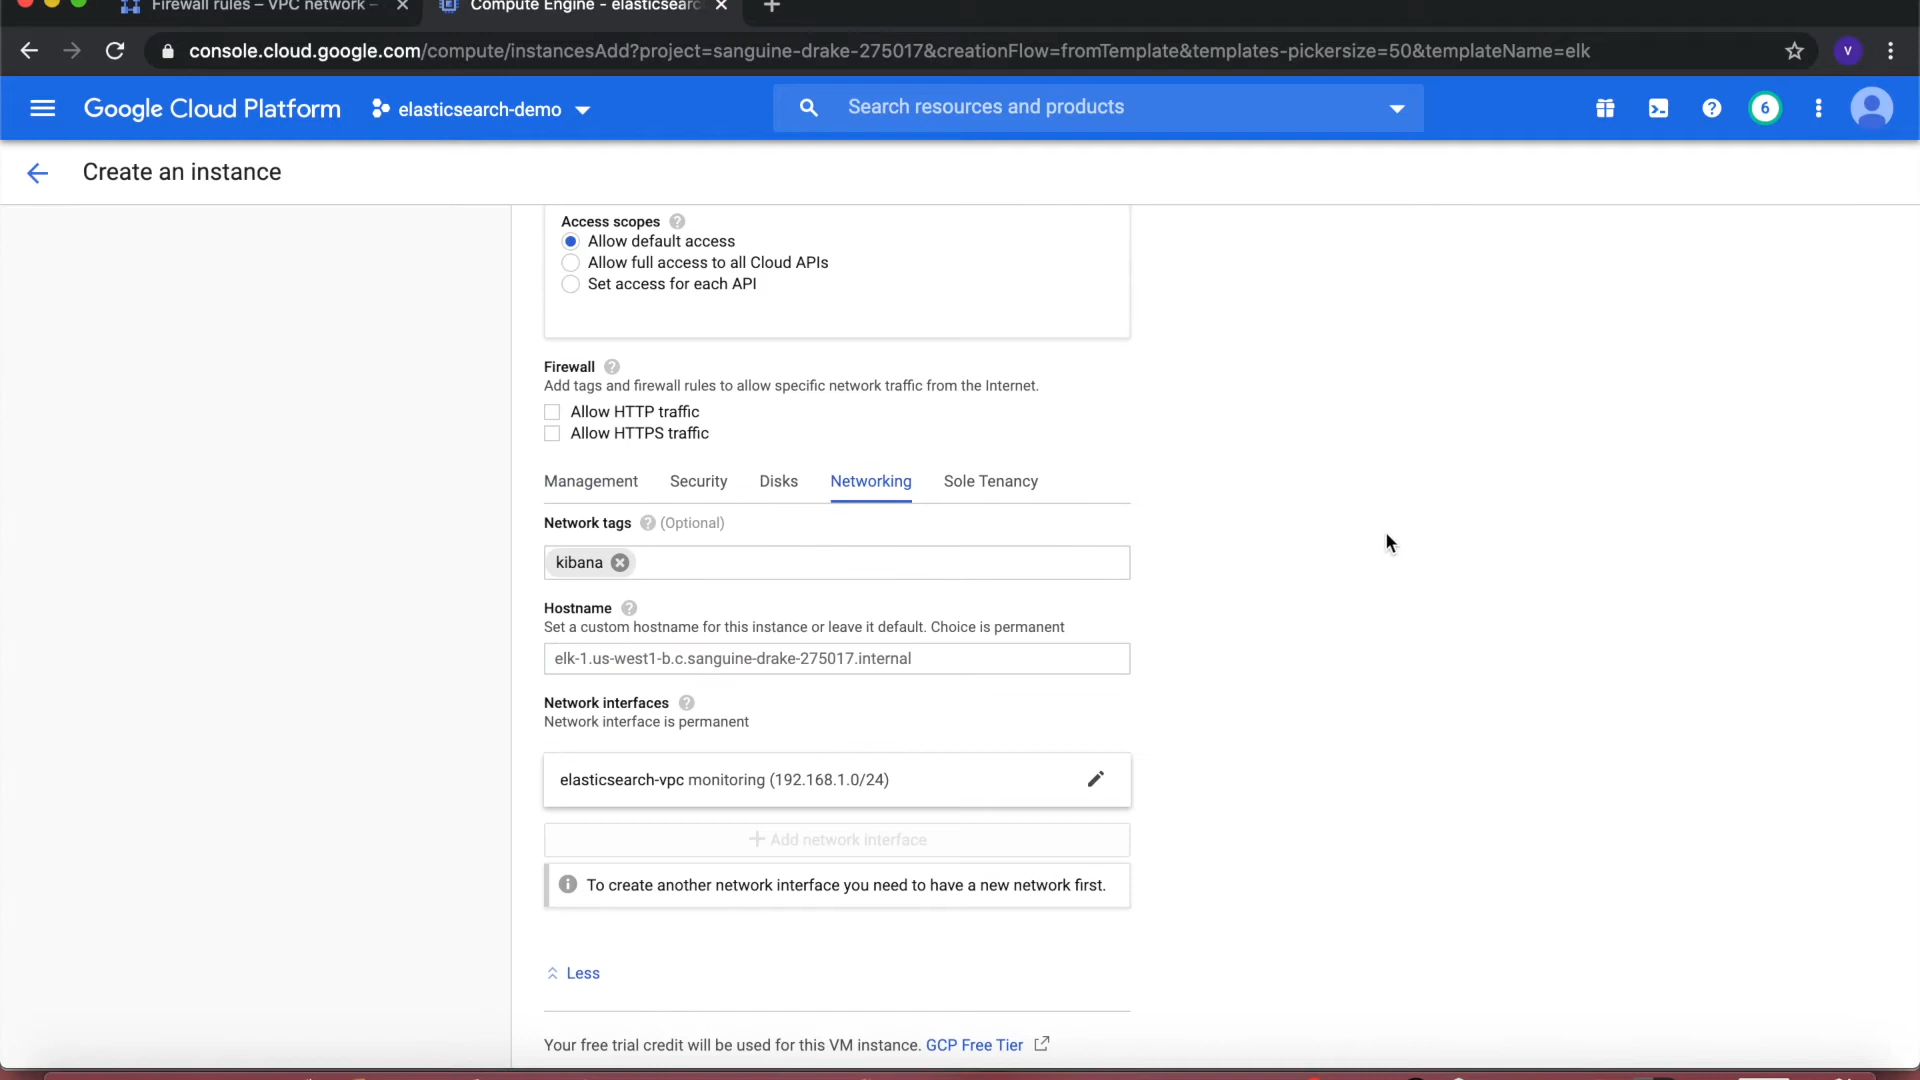 Firewall rules – VPC network –
Compute Engine - elasticsearc
console.cloud.google.com/compute/instancesAdd?project=sanguine-drake-275017&creationFlow=fromTemplate&templates-pickersize=50&templateName=elk
V
Google Cloud Platform
elasticsearch-demo
Search resources and products
6
Create an instance
Access scopes
Allow default access
Allow full access to all Cloud APIs
Set access for each API
Firewall
Add tags and firewall rules to allow specific network traffic from the Internet.
Allow HTTP traffic
Allow HTTPS traffic
Management Security Disks Networking Sole Tenancy
Network tags (Optional)
kibana
Hostname
Set a custom hostname for this instance or leave it default. Choice is permanent
elk-1.us-west1-b.c.sanguine-drake-275017.internal
Network interfaces
Network interface is permanent
elasticsearch-vpc monitoring (192.168.1.0/24)
+ Add network interface
To create another network interface you need to have a new network first.
Less
Your free trial credit will be used for this VM instance. GCP Free Tier